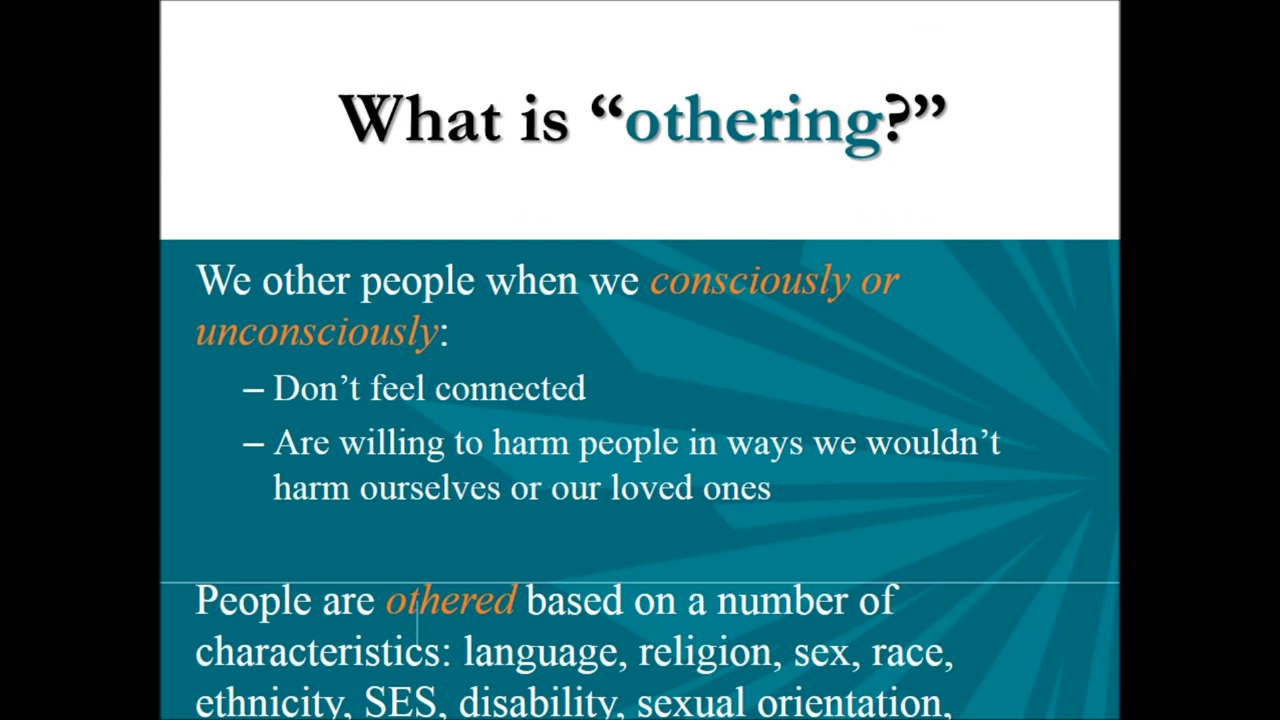 What is “othering?”
We other people when we consciously or
unconsciously:
– Don’t feel connected
– Are willing to harm people in ways we wouldn’t
harm ourselves or our loved ones
People are othered based on a number of
characteristics: language, religion, sex, race,
ethnicity, SES, disability, sexual orientation,